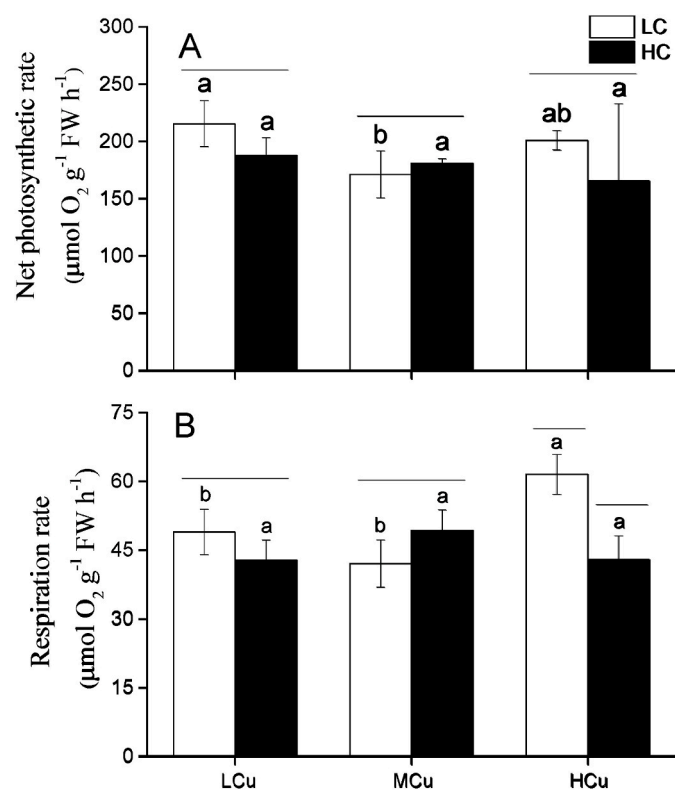 A
LC
HC
Net photosynthetic rate
(μmol O₂ g⁻¹ FW h⁻¹)
300
250
200
150
100
50
0
a
a
b
a
ab
a
B
Respiration rate
(μmol O₂ g⁻¹ FW h⁻¹)
75
60
45
30
15
0
b
a
b
a
a
a
LCu
MCu
HCu